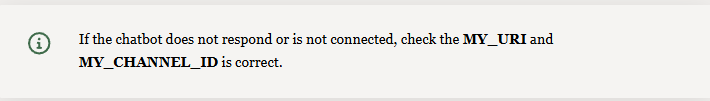 If the chatbot does not respond or is not connected, check the MY_URI and
MY_CHANNEL_ID is correct.